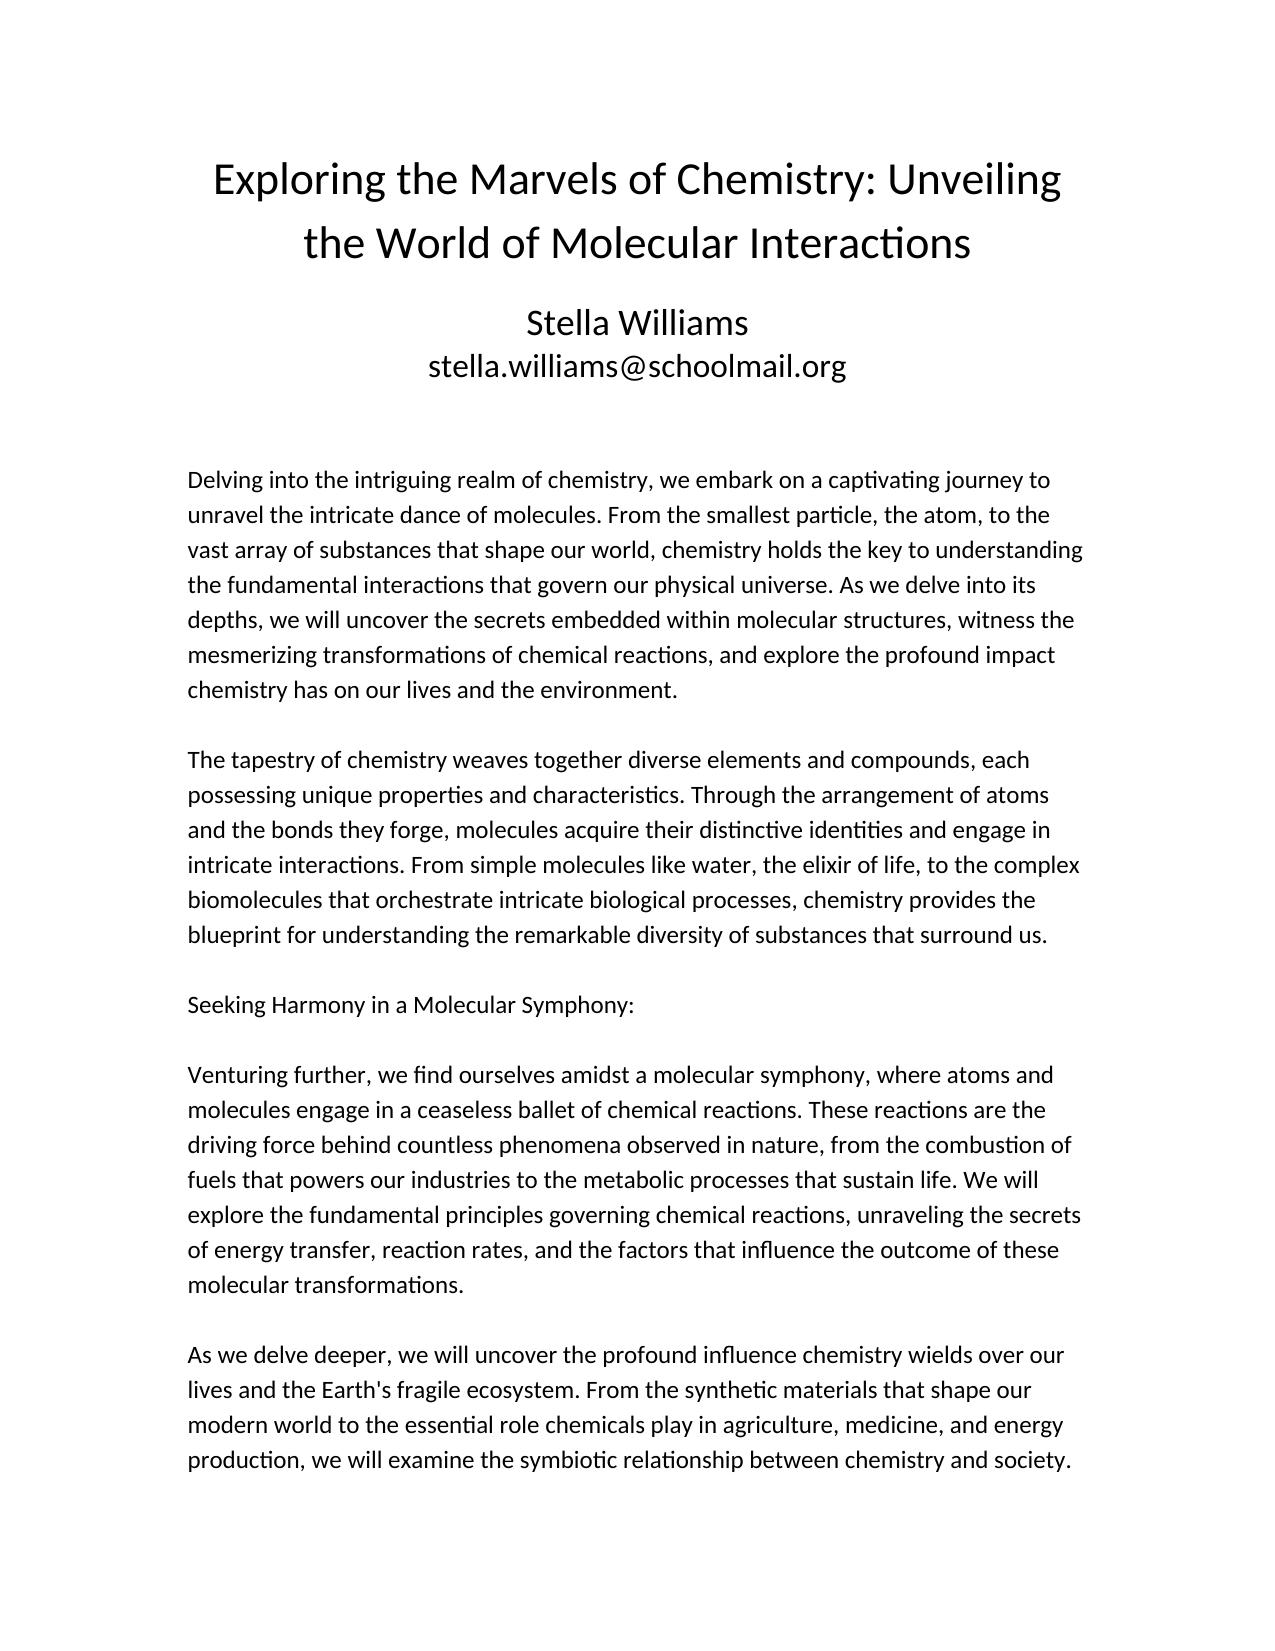 Exploring the Marvels of Chemistry: Unveiling
the World of Molecular Interactions
Stella Williams
stella.williams@schoolmail.org
Delving into the intriguing realm of chemistry, we embark on a captivating journey to
unravel the intricate dance of molecules. From the smallest particle, the atom, to the
vast array of substances that shape our world, chemistry holds the key to understanding
the fundamental interactions that govern our physical universe. As we delve into its
depths, we will uncover the secrets embedded within molecular structures, witness the
mesmerizing transformations of chemical reactions, and explore the profound impact
chemistry has on our lives and the environment.
The tapestry of chemistry weaves together diverse elements and compounds, each
possessing unique properties and characteristics. Through the arrangement of atoms
and the bonds they forge, molecules acquire their distinctive identities and engage in
intricate interactions. From simple molecules like water, the elixir of life, to the complex
biomolecules that orchestrate intricate biological processes, chemistry provides the
blueprint for understanding the remarkable diversity of substances that surround us.
Seeking Harmony in a Molecular Symphony:
Venturing further, we find ourselves amidst a molecular symphony, where atoms and
molecules engage in a ceaseless ballet of chemical reactions. These reactions are the
driving force behind countless phenomena observed in nature, from the combustion of
fuels that powers our industries to the metabolic processes that sustain life. We will
explore the fundamental principles governing chemical reactions, unraveling the secrets
of energy transfer, reaction rates, and the factors that influence the outcome of these
molecular transformations.
As we delve deeper, we will uncover the profound influence chemistry wields over our
lives and the Earth's fragile ecosystem. From the synthetic materials that shape our
modern world to the essential role chemicals play in agriculture, medicine, and energy
production, we will examine the symbiotic relationship between chemistry and society.